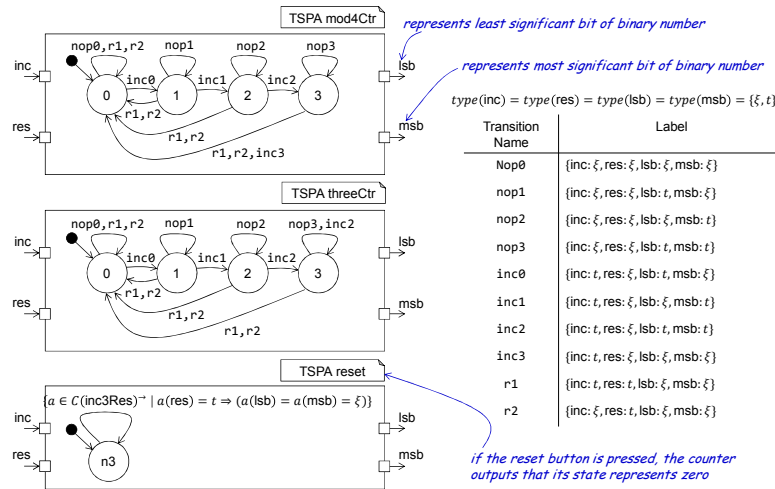 TSPA mod4Ctr
represents least significant bit of binary number
nop0,r1,r2
nop1
nop2
nop3
inc
lsb
represents most significant bit of binary number
inc0
inc1
inc2
0
1
2
3
r1,r2
r1,r2
res
msb
r1,r2,inc3
type(inc) = type(res) = type(lsb) = type(msb) = {ξ, t}
Transition Name
Label
Nop0
{inc: ξ, res: ξ, lsb: ξ, msb: ξ}
nop1
{inc: ξ, res: ξ, lsb: t, msb: ξ}
nop2
{inc: ξ, res: ξ, lsb: ξ, msb: t}
nop3
{inc: ξ, res: ξ, lsb: t, msb: t}
inc0
{inc: t, res: ξ, lsb: t, msb: ξ}
inc1
{inc: t, res: ξ, lsb: ξ, msb: t}
inc2
{inc: t, res: ξ, lsb: t, msb: t}
inc3
{inc: t, res: ξ, lsb: ξ, msb: ξ}
r1
{inc: t, res: t, lsb: ξ, msb: ξ}
r2
{inc: ξ, res: t, lsb: ξ, msb: ξ}
TSPA threeCtr
nop0,r1,r2
nop1
nop2
nop3,inc2
inc
lsb
inc0
inc1
inc2
0
1
2
3
r1,r2
r1,r2
res
msb
r1,r2
TSPA reset
{a ∈ C(inc3Res)→ | a(res) = t ⇒ (a(lsb) = a(msb) = ξ)}
inc
lsb
res
msb
n3
if the reset button is pressed, the counter
outputs that its state represents zero